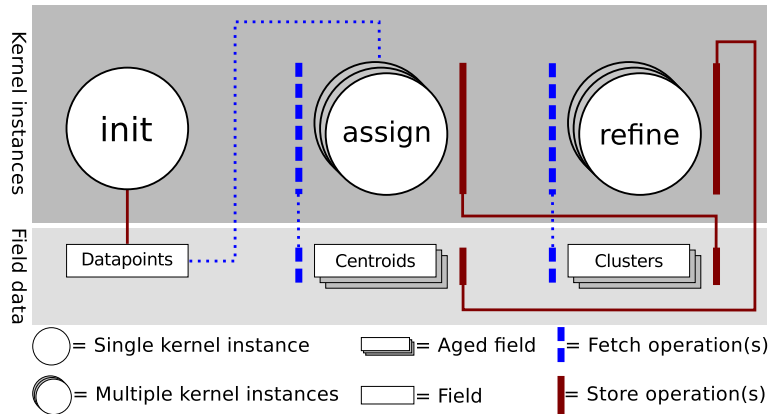 Kernel instances
init
assign
refine
Field data
Datapoints
Centroids
Clusters
= Single kernel instance
= Aged field
= Fetch operation(s)
= Multiple kernel instances
= Field
= Store operation(s)